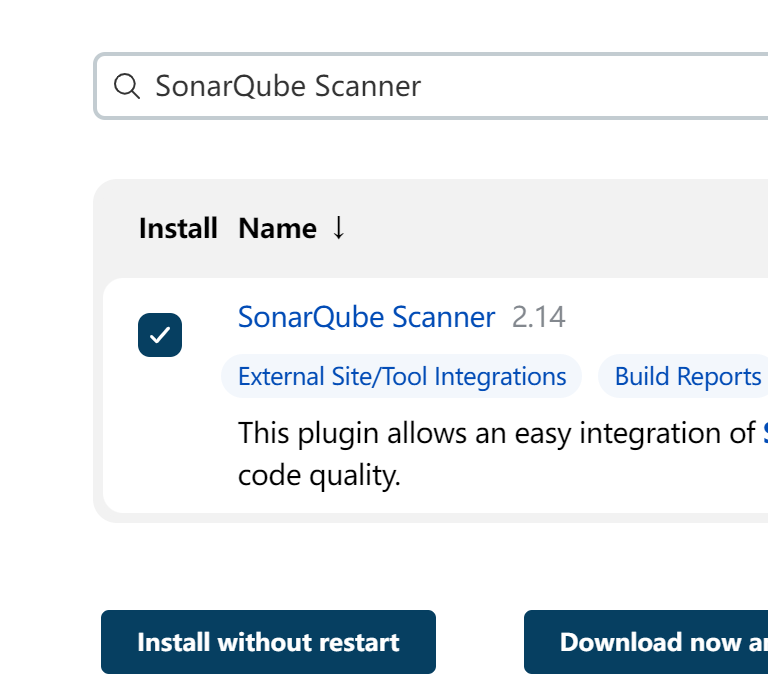 SonarQube Scanner
Install Name ↓
SonarQube Scanner 2.14
External Site/Tool Integrations Build Reports
This plugin allows an easy integration of
code quality.
Install without restart Download now